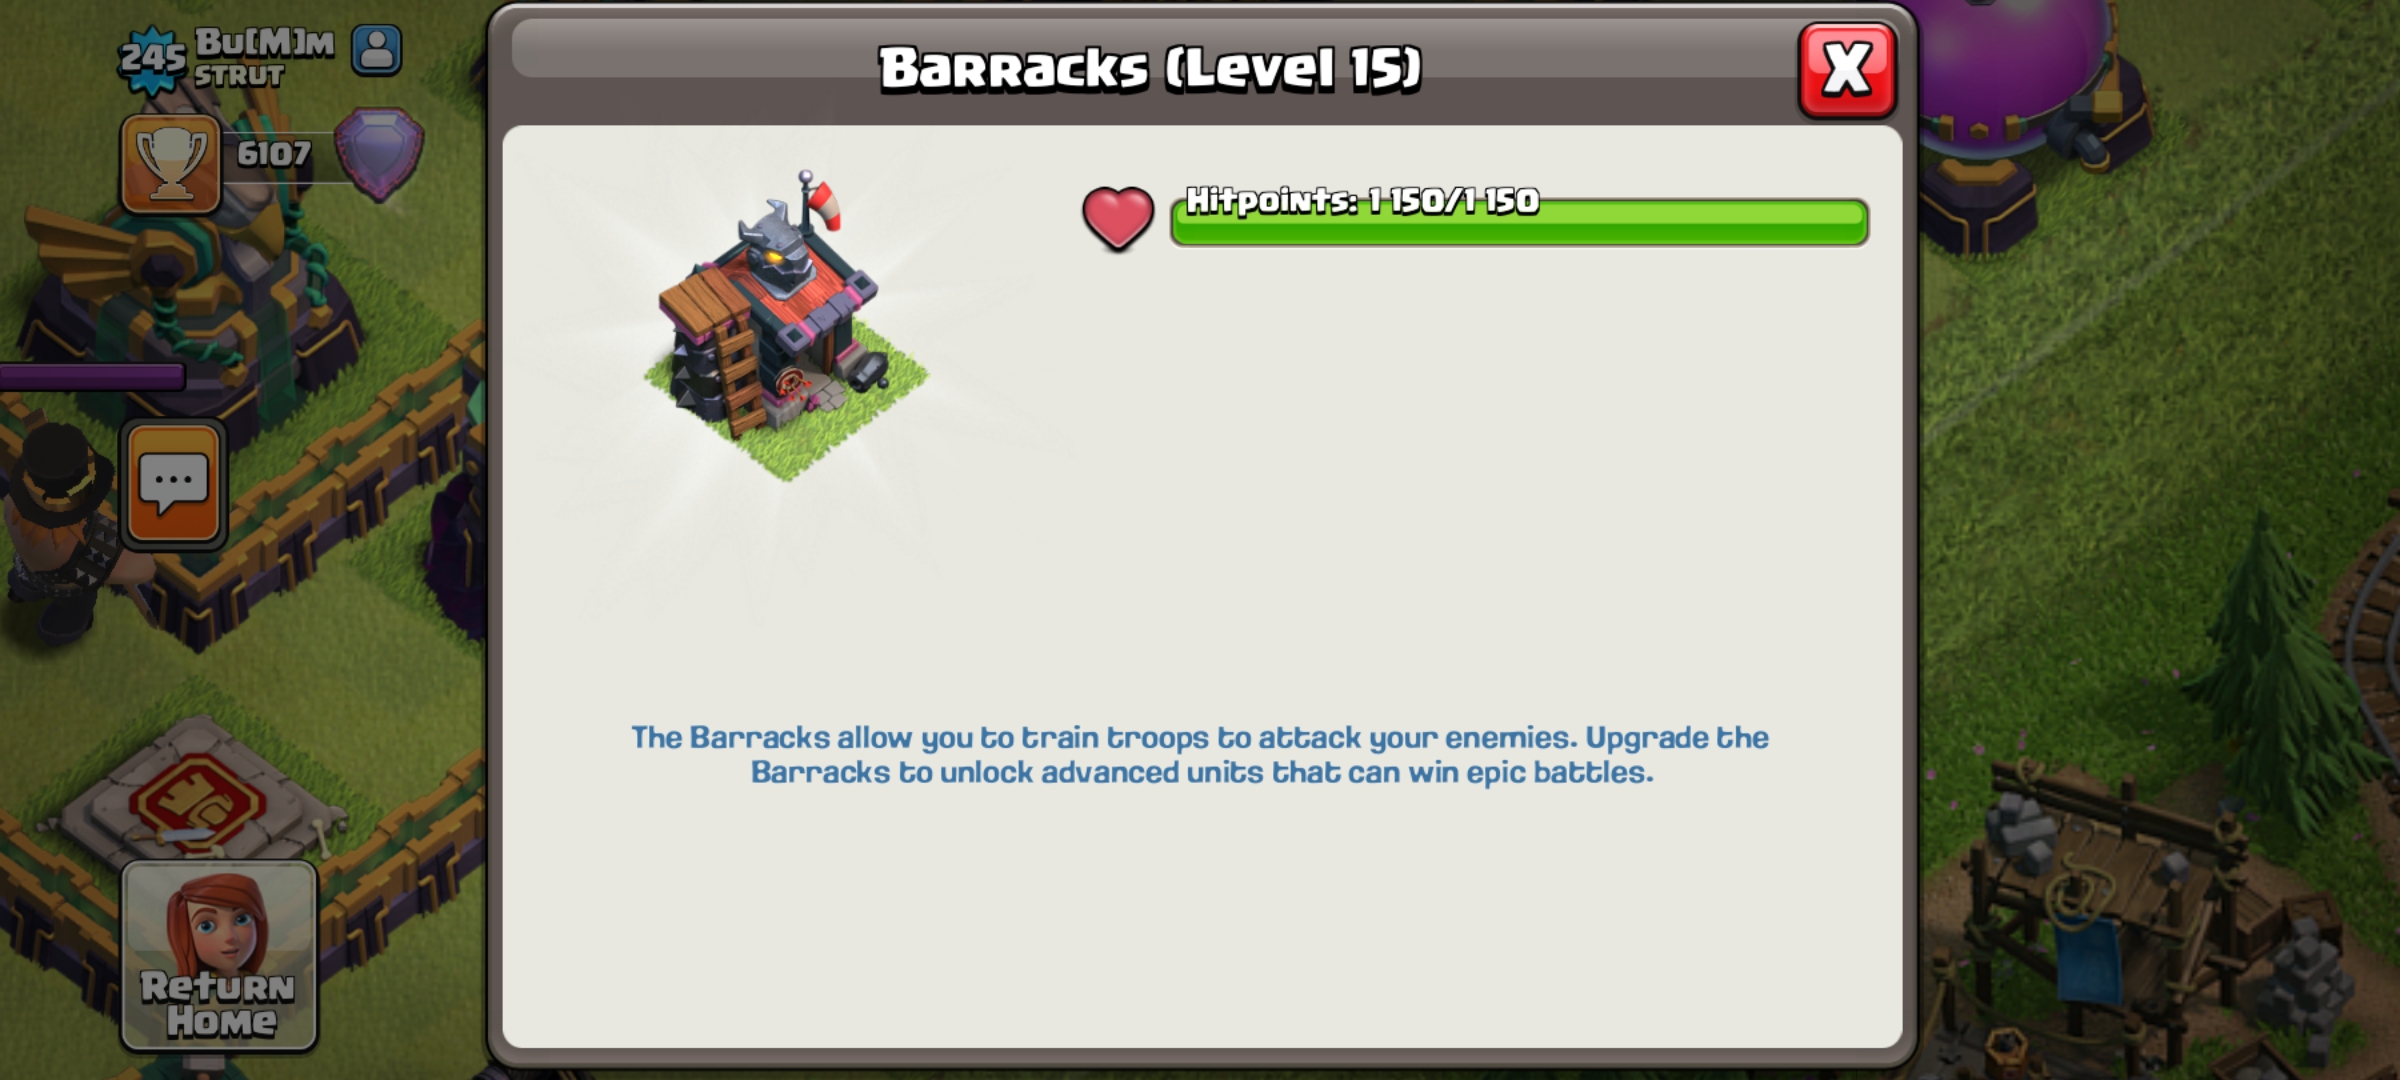 245
Bu[M]m
STRUT
6107
Barracks (Level 15)
X
Hitpoints: 1 150/1 150
The Barracks allow you to train troops to attack your enemies. Upgrade the
Barracks to unlock advanced units that can win epic battles.
Return
Home